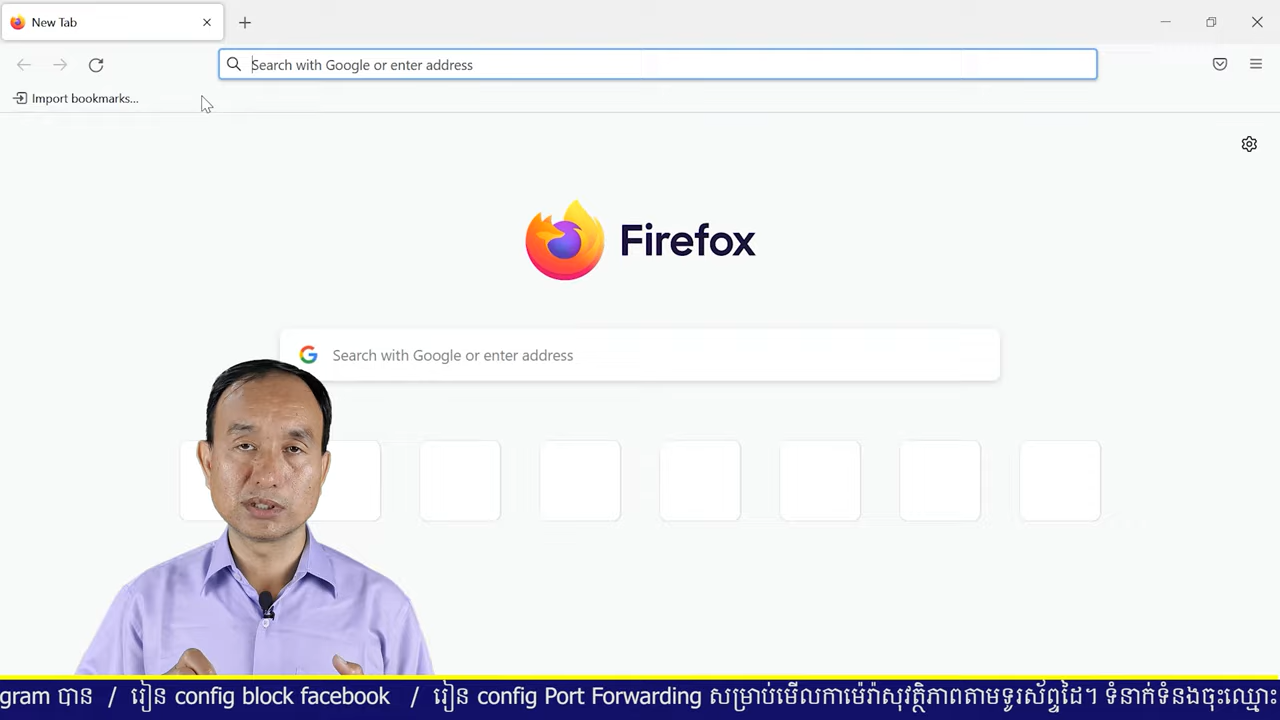 New Tab
Search with Google or enter address
Import bookmarks...
Firefox
Search with Google or enter address
gram បាន / រៀន config block facebook / រៀន config Port Forwarding សម្រាប់មើលកាម៉េរ៉ាសុវត្ថិភាពតាមទូរស័ព្ទដៃ។ ទំនាក់ទំនងចុះឈ្មោះ